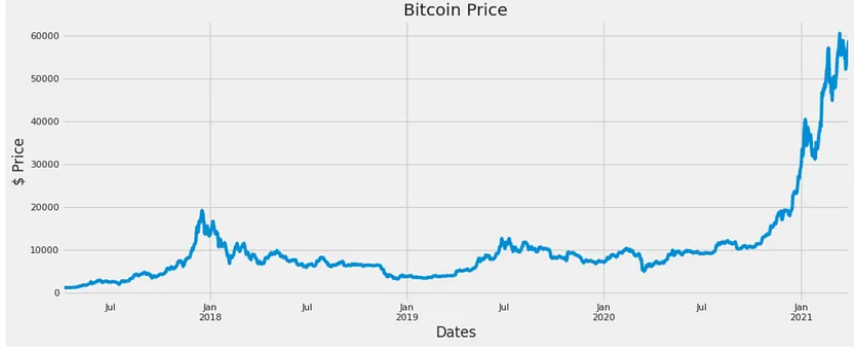 Bitcoin Price
60000
50000
40000
30000
20000
10000
0
$ Price
Jul
Jan
2018
Jul
Jan
2019
Jul
Jan
2020
Jul
Jan
2021
Dates